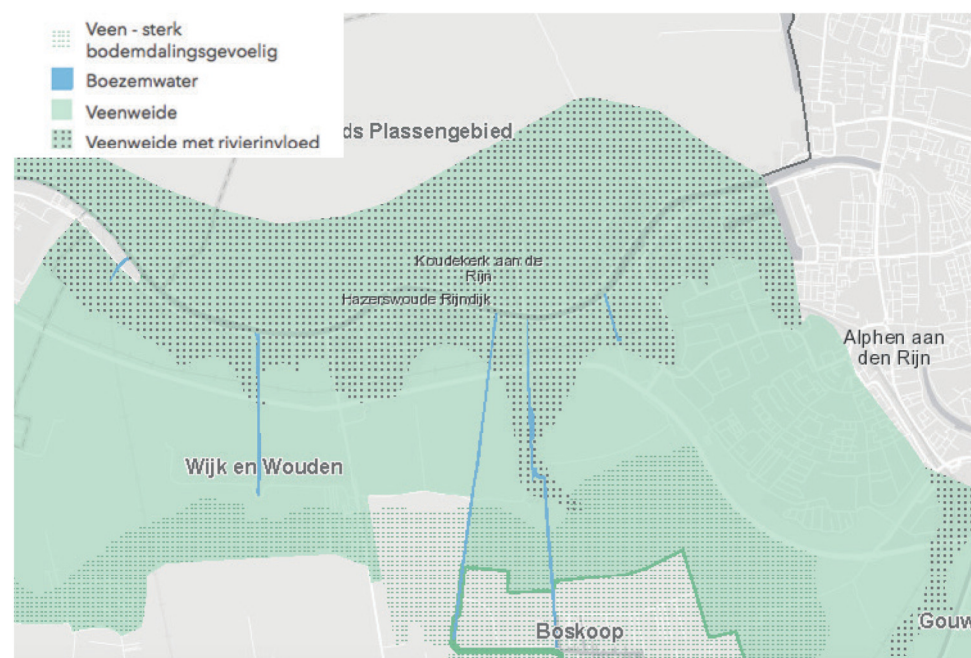 Veen - sterk
bodemdalingsgevoelig
Boezemwater
Veenweide
Veenweide met rivierinvloed
ds Plassengebied
Koudekerk aan de
Rijn
Hazerswoude Rijndijk
Alphen aan
den Rijn
Wijk en Wouden
Boskoop
Gouw